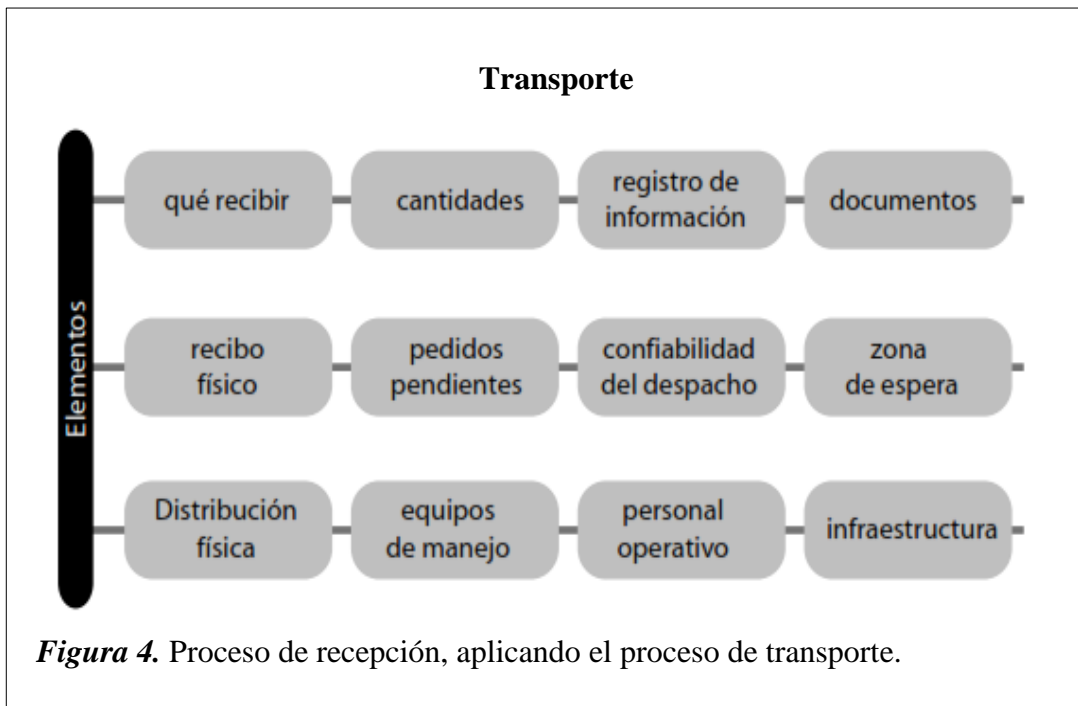 Transporte
Elementos
qué recibir
cantidades
registro de
información
documentos
recibo
físico
pedidos
pendientes
confiabilidad
del despacho
zona
de espera
Distribución
física
equipos
de manejo
personal
operativo
infraestructura
Figura 4. Proceso de recepción, aplicando el proceso de transporte.